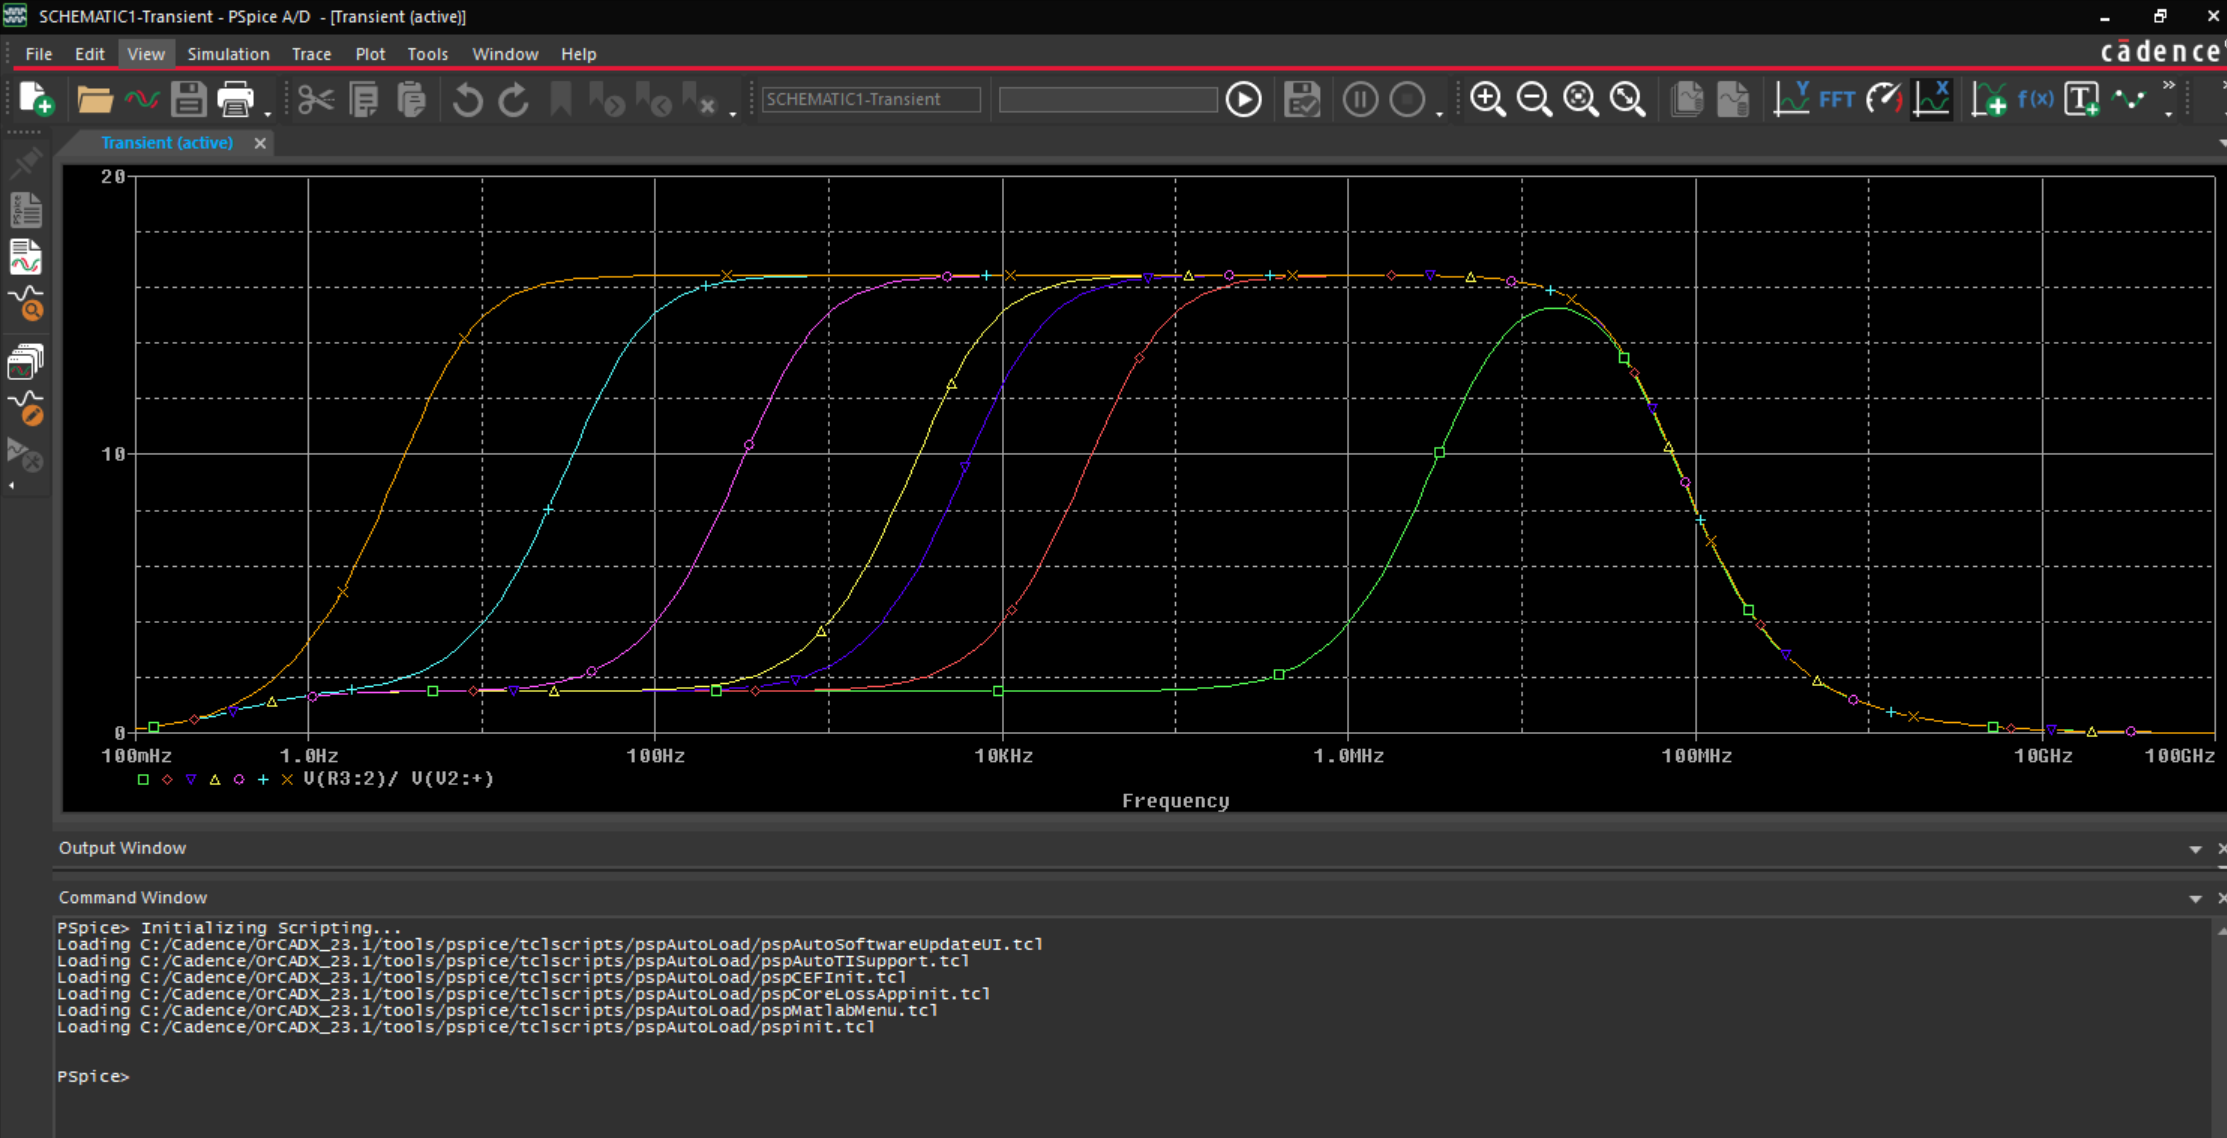 SCHEMATIC1-Transient - PSpice A/D - [Transient (active)]
File Edit View Simulation Trace Plot Tools Window Help
cādence
SCHEMATIC1-Transient
Y FFT X f(x) T
Transient (active)
PSpice
20
10
0
100mHz 1.0Hz 100Hz 10KHz 1.0MHz 100MHz 10GHz 100GHz
V(R3:2)/ V(V2:+)
Frequency
Output Window
Command Window
PSpice> Initializing Scripting...
Loading C:/Cadence/OrCADX_23.1/tools/pspice/tclscripts/pspAutoLoad/pspAutoSoftwareUpdateUI.tcl
Loading C:/Cadence/OrCADX_23.1/tools/pspice/tclscripts/pspAutoLoad/pspAutoTISupport.tcl
Loading C:/Cadence/OrCADX_23.1/tools/pspice/tclscripts/pspAutoLoad/pspCEFInit.tcl
Loading C:/Cadence/OrCADX_23.1/tools/pspice/tclscripts/pspAutoLoad/pspCoreLossAppinit.tcl
Loading C:/Cadence/OrCADX_23.1/tools/pspice/tclscripts/pspAutoLoad/pspMatlabMenu.tcl
Loading C:/Cadence/OrCADX_23.1/tools/pspice/tclscripts/pspAutoLoad/pspinit.tcl
PSpice>